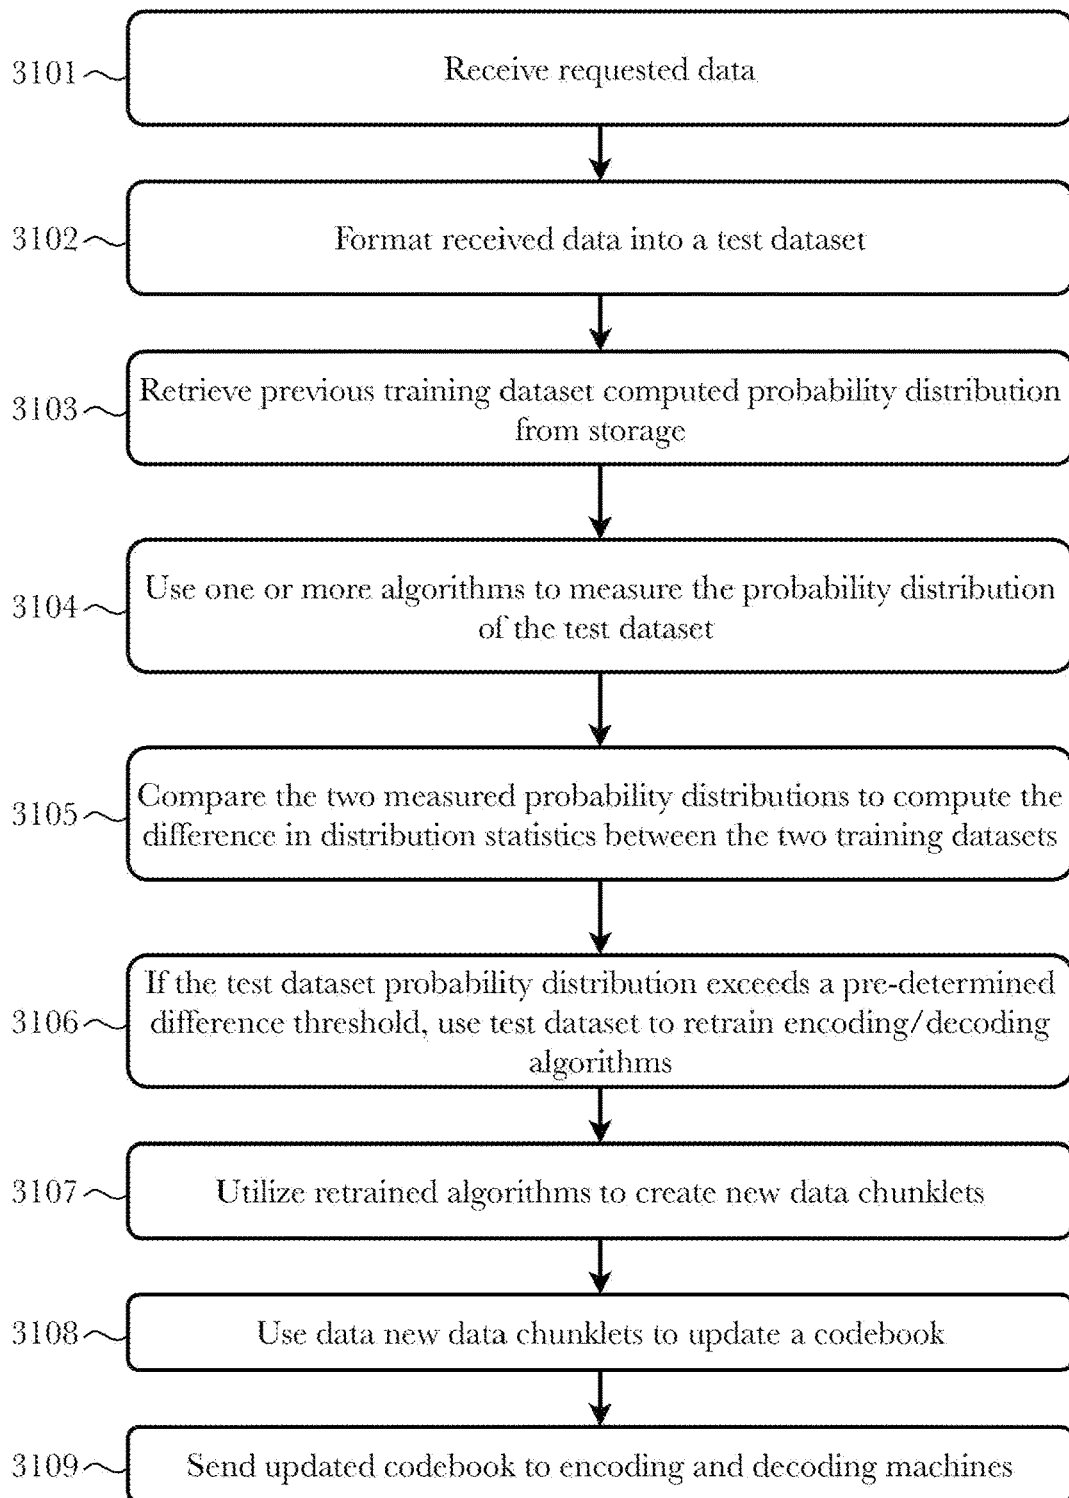 3101
Receive requested data
3102
Format received data into a test dataset
3103
Retrieve previous training dataset computed probability distribution
from storage
3104
Use one or more algorithms to measure the probability distribution
of the test dataset
3105
Compare the two measured probability distributions to compute the
difference in distribution statistics between the two training datasets
3106
If the test dataset probability distribution exceeds a pre-determined
difference threshold, use test dataset to retrain encoding/decoding
algorithms
3107
Utilize retrained algorithms to create new data chunklets
3108
Use data new data chunklets to update a codebook
3109
Send updated codebook to encoding and decoding machines